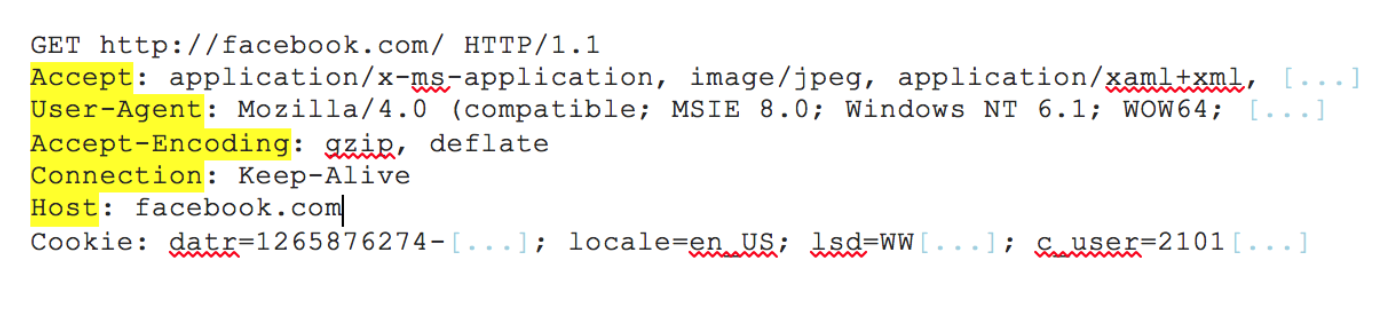 GET http://facebook.com/ HTTP/1.1
Accept: application/x-ms-application, image/jpeg, application/xaml+xml, [...]
User-Agent: Mozilla/4.0 (compatible; MSIE 8.0; Windows NT 6.1; WOW64; [...]
Accept-Encoding: gzip, deflate
Connection: Keep-Alive
Host: facebook.com
Cookie: datr=1265876274-[...]; locale=en_US; lsd=WW[...]; c_user=2101[...]